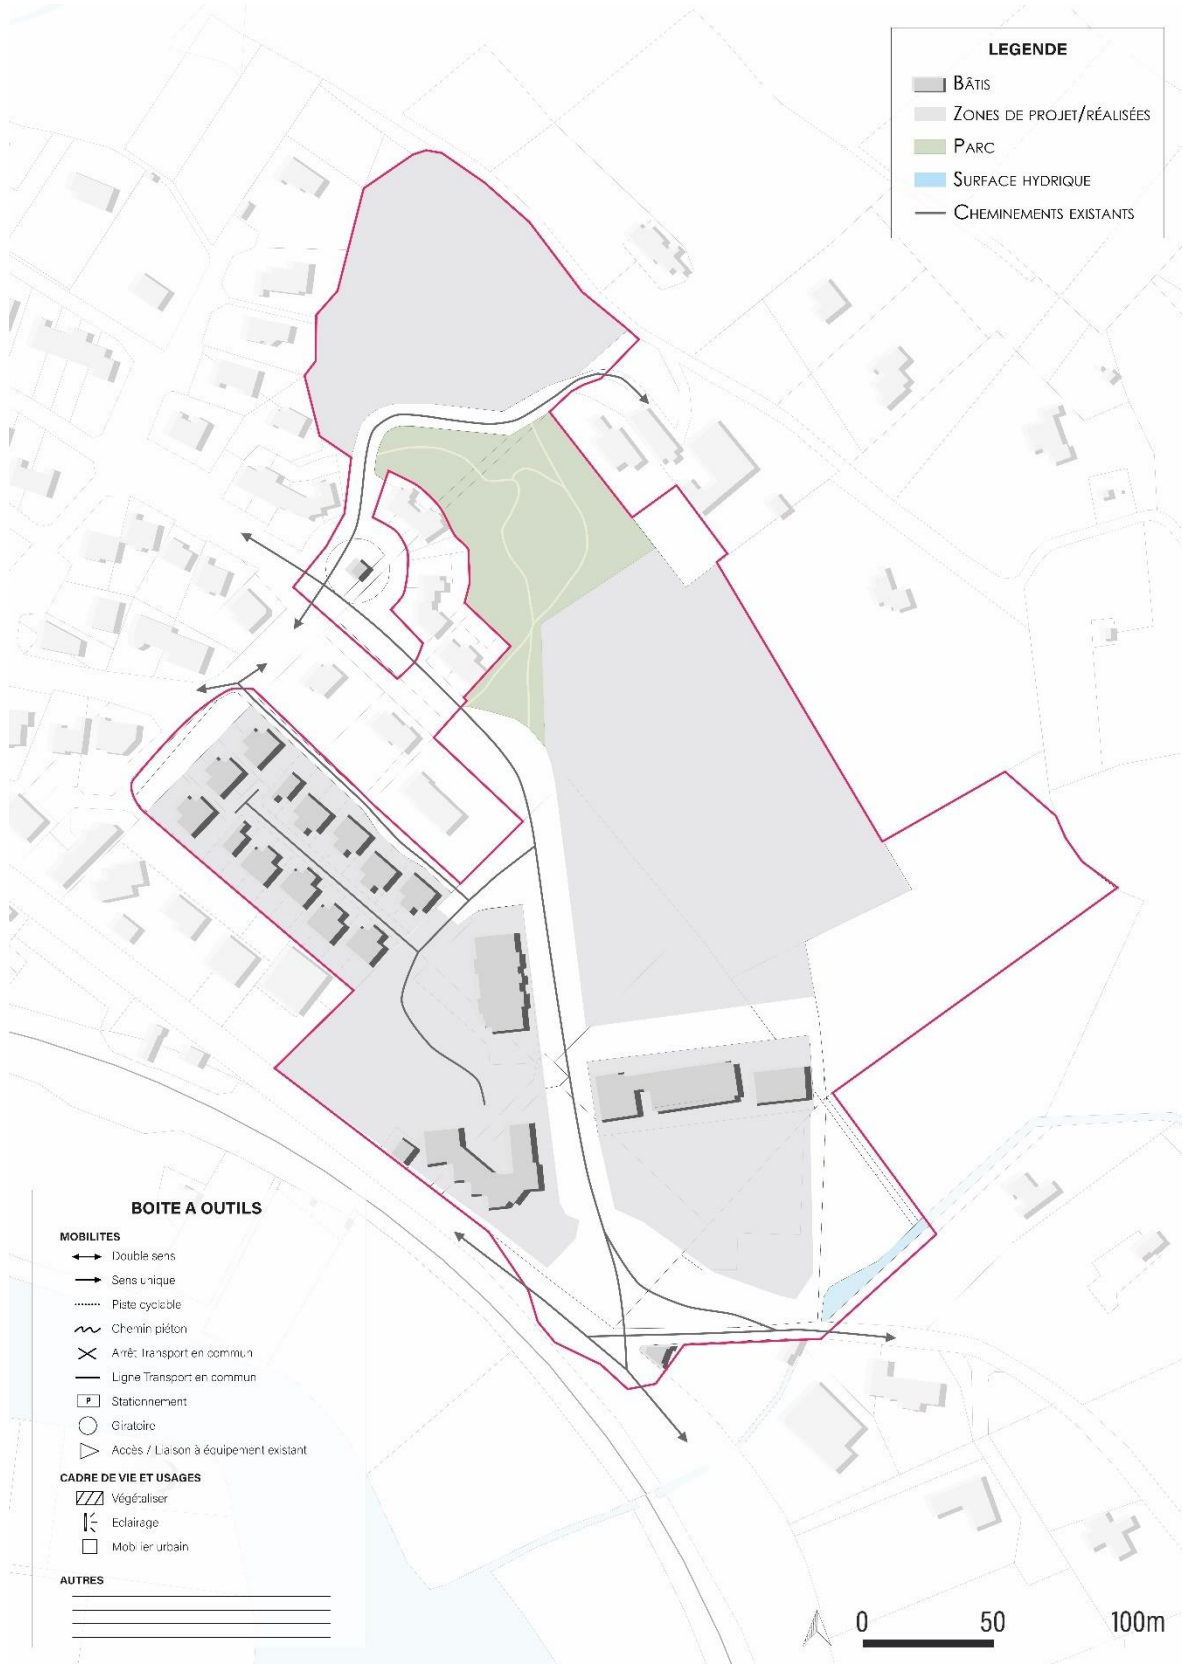 LEGENDE
BÂTIS
ZONES DE PROJET/RÉALISÉES
PARC
SURFACE HYDRIQUE
CHEMINEMENTS EXISTANTS
BOITE A OUTILS
MOBILITES
Double sens
Sens unique
Piste cyclable
Chemin piéton
Arrêt Transport en commun
Ligne Transport en commun
P Stationnement
Giratoire
Accès / Liaison à équipement existant
CADRE DE VIE ET USAGES
Végétaliser
Eclairage
Mobilier urbain
AUTRES
0 50 100m